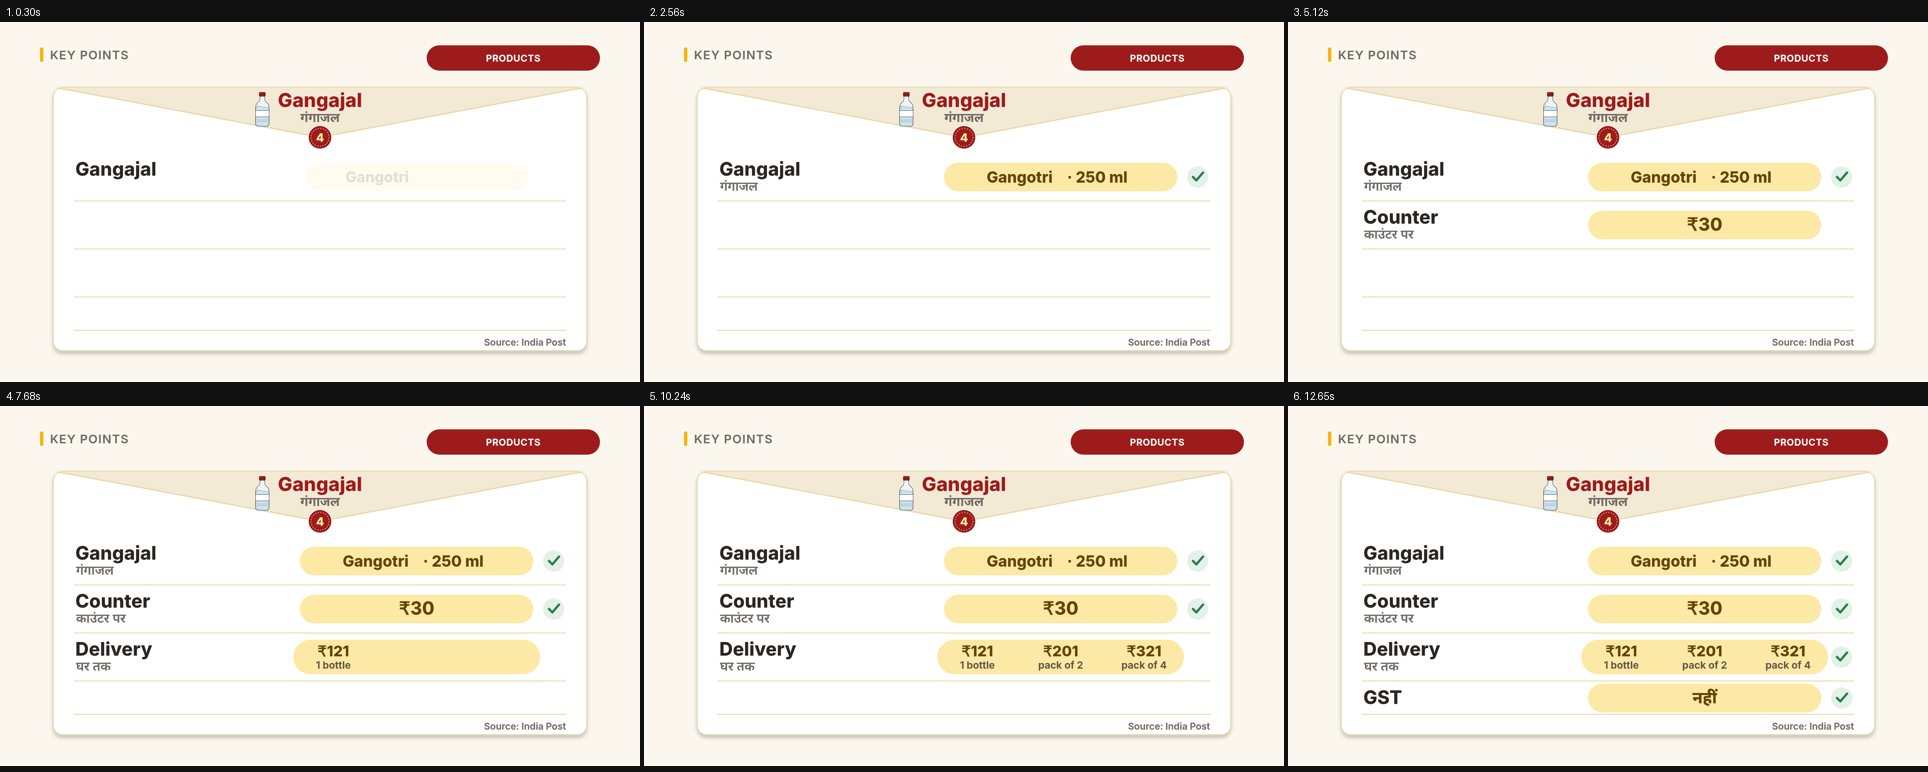 1. 0.30s
KEY POINTS
PRODUCTS
Gangajal
गंगाजल
4
Gangajal
Gangotri
Source: India Post
2. 2.56s
KEY POINTS
PRODUCTS
Gangajal
गंगाजल
4
Gangajal
गंगाजल
Gangotri · 250 ml
Source: India Post
3. 5.12s
KEY POINTS
PRODUCTS
Gangajal
गंगाजल
4
Gangajal
गंगाजल
Gangotri · 250 ml
Counter
काउंटर पर
₹30
Source: India Post
4. 7.68s
KEY POINTS
PRODUCTS
Gangajal
गंगाजल
4
Gangajal
गंगाजल
Gangotri · 250 ml
Counter
काउंटर पर
₹30
Delivery
घर तक
₹121
1 bottle
Source: India Post
5. 10.24s
KEY POINTS
PRODUCTS
Gangajal
गंगाजल
4
Gangajal
गंगाजल
Gangotri · 250 ml
Counter
काउंटर पर
₹30
Delivery
घर तक
₹121 ₹201 ₹321
1 bottle pack of 2 pack of 4
Source: India Post
6. 12.65s
KEY POINTS
PRODUCTS
Gangajal
गंगाजल
4
Gangajal
गंगाजल
Gangotri · 250 ml
Counter
काउंटर पर
₹30
Delivery
घर तक
₹121 ₹201 ₹321
1 bottle pack of 2 pack of 4
GST
नहीं
Source: India Post